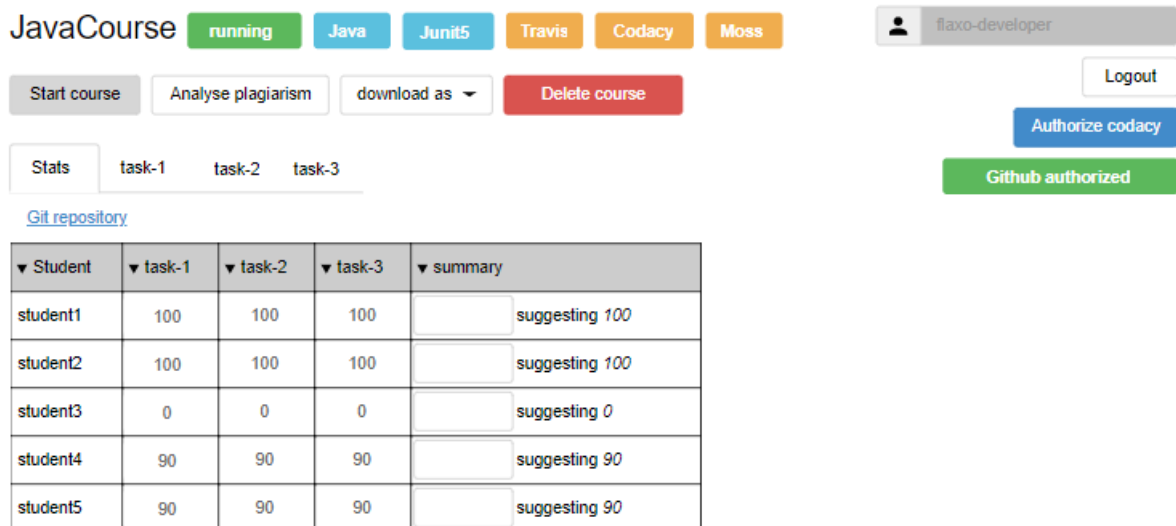 JavaCourse running Java Junit5 Travis Codacy Moss flaxo-developer
Logout
Start course Analyse plagiarism download as Delete course
Authorize codacy
Stats task-1 task-2 task-3
Github authorized
Git repository
Student task-1 task-2 task-3 summary
student1 100 100 100 suggesting 100
student2 100 100 100 suggesting 100
student3 0 0 0 suggesting 0
student4 90 90 90 suggesting 90
student5 90 90 90 suggesting 90